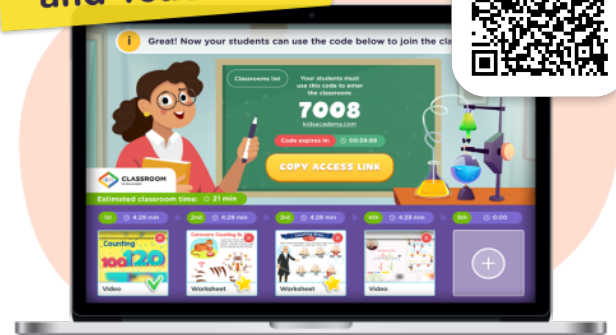 Great! Now your students can use the code below to join the
Classrooms list
Your students must
use this code to enter
the classroom
7008
kidsacademy.com
Code expires in: 00:59:99
COPY ACCESS LINK
CLASSROOM
Estimated classroom time: 21 min
1st 4:29 min
2nd 4:29 min
3rd 4:29 min
4th 4:29 min
5th 0:00
Counting
100 120
Video
Worksheet
Worksheet
Video